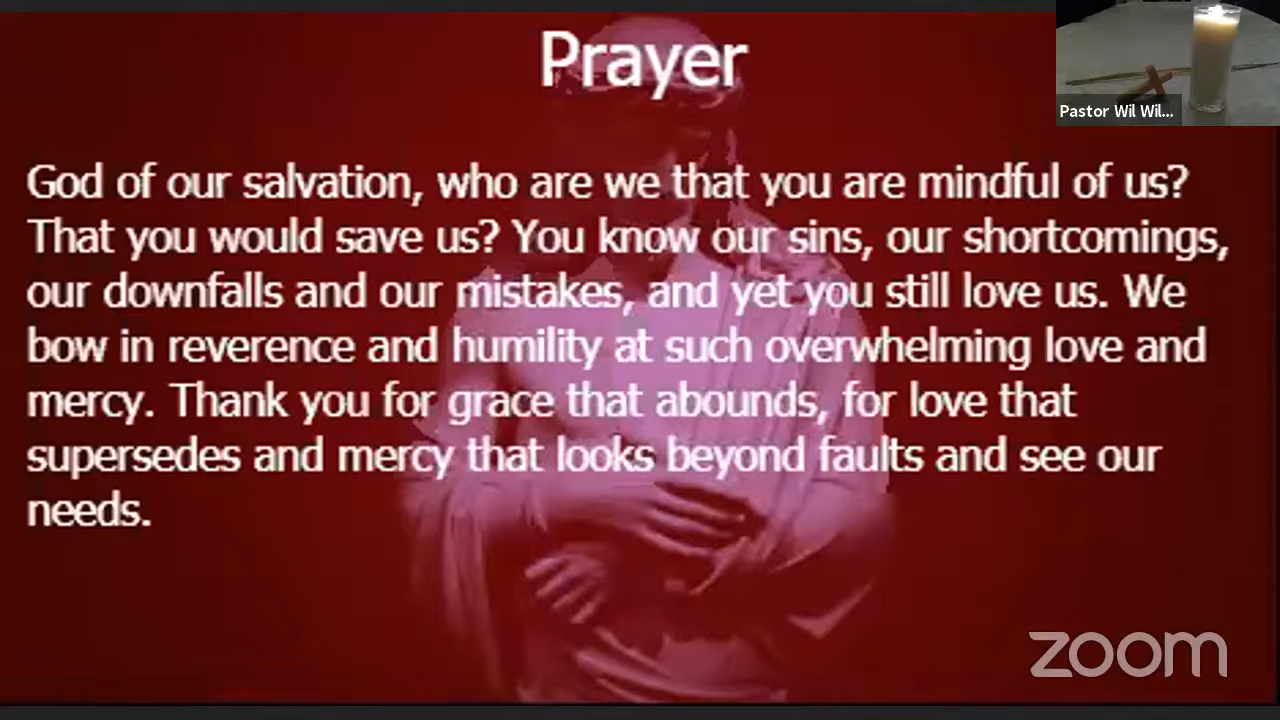 Prayer
Pastor Wil Wil...
God of our salvation, who are we that you are mindful of us?
That you would save us? You know our sins, our shortcomings,
our downfalls and our mistakes, and yet you still love us. We
bow in reverence and humility at such overwhelming love and
mercy. Thank you for grace that abounds, for love that
supersedes and mercy that looks beyond faults and see our
needs.
zoom